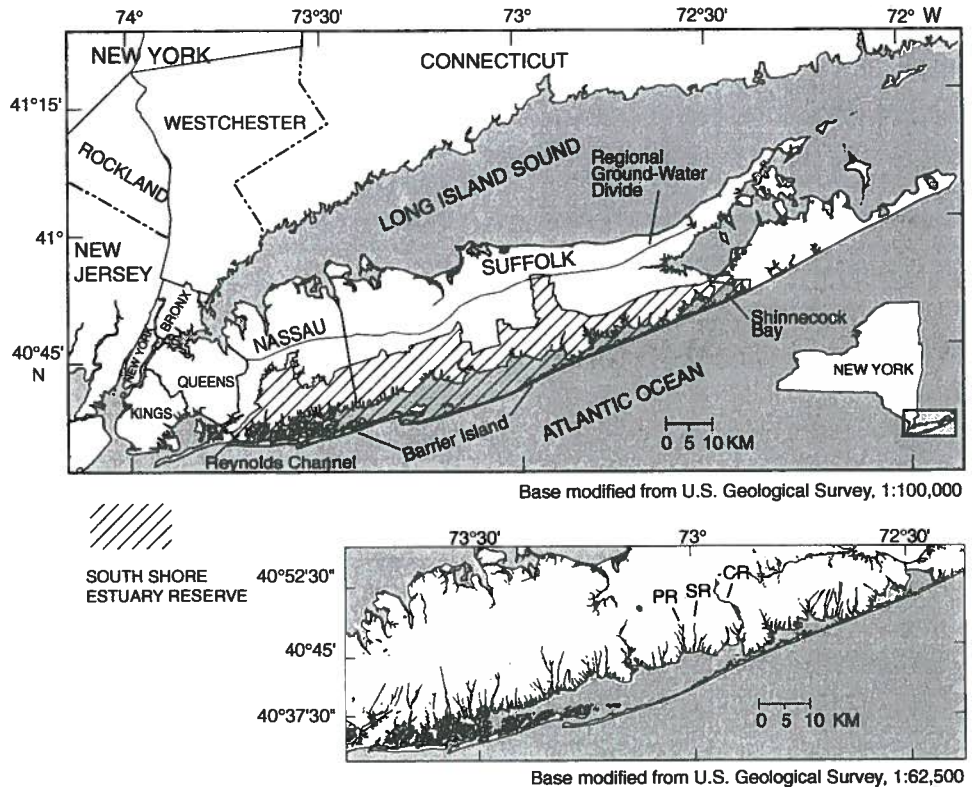 74°
73°30'
73°
72°30'
72° W
NEW YORK
CONNECTICUT
41°15'
WESTCHESTER
ROCKLAND
LONG ISLAND SOUND
Regional
Ground-Water
Divide
41°
NEW
JERSEY
SUFFOLK
BRONX
NEW YORK
NASSAU
Shinnecock
Bay
40°45'
N
QUEENS
NEW YORK
KINGS
ATLANTIC OCEAN
Barrier Island
0 5 10 KM
Reynolds Channel
Base modified from U.S. Geological Survey, 1:100,000
SOUTH SHORE
ESTUARY RESERVE
73°30'
73°
72°30'
40°52'30"
PR SR CR
40°45'
40°37'30"
0 5 10 KM
Base modified from U.S. Geological Survey, 1:62,500